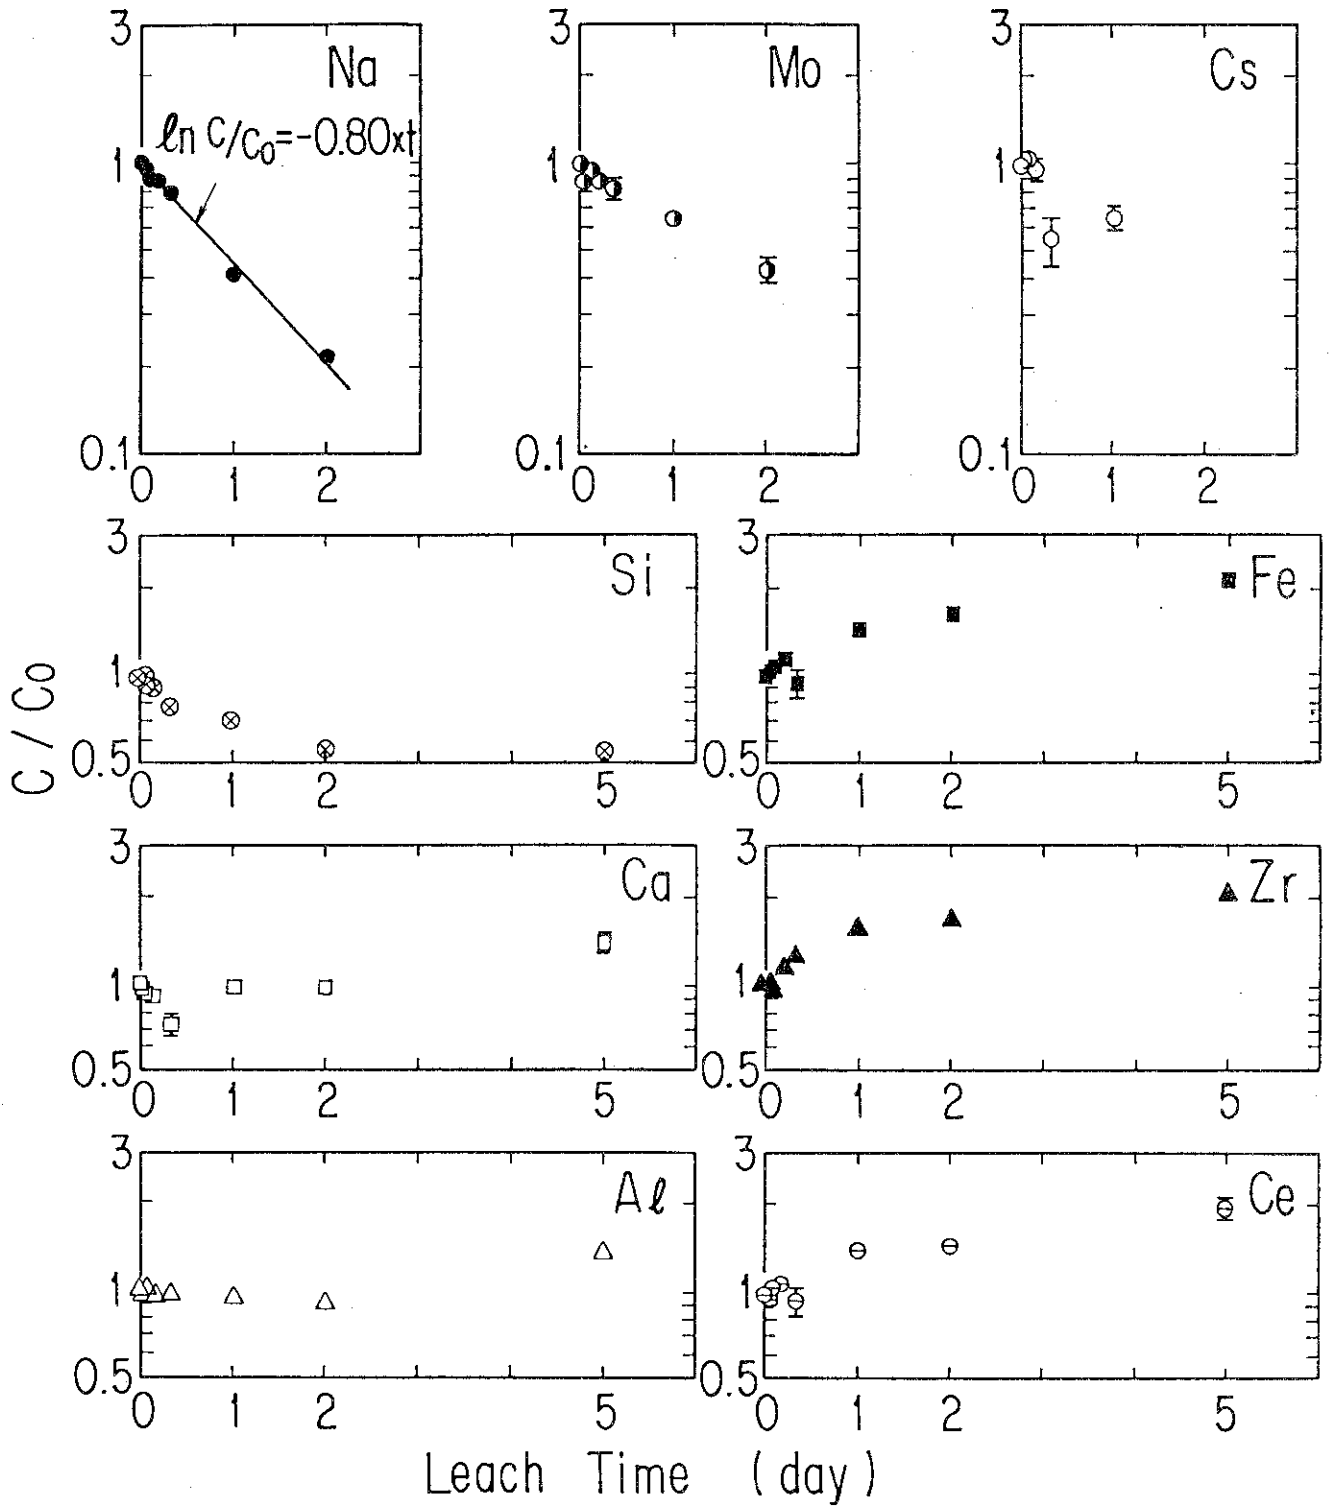 3 3 3
Na Mo Cs
ℓn C/C0=-0.80xt
1 1 1
0.1 0.1 0.1
0 1 2 0 1 2 0 1 2
3 3
Si Fe
1 1
0.5 0.5
0 1 2 5 0 1 2 5
C / Co
3 3
Ca Zr
1 1
0.5 0.5
0 1 2 5 0 1 2 5
3 3
Aℓ Ce
1 1
0.5 0.5
0 1 2 5 0 1 2 5
Leach Time (day)